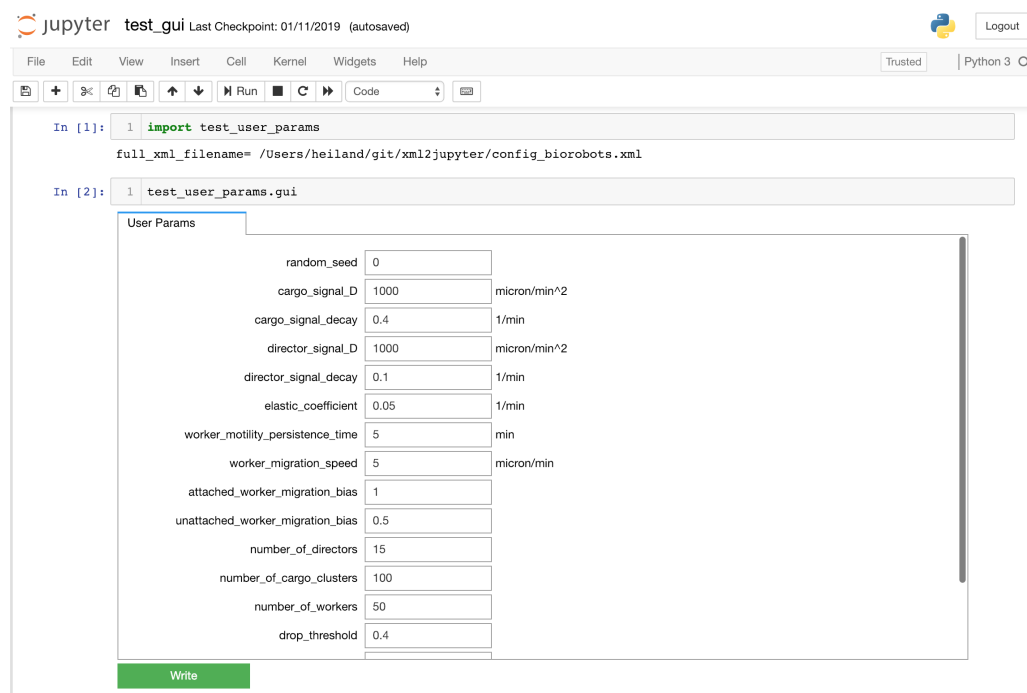 jupyter test_gui Last Checkpoint: 01/11/2019 (autosaved) Logout
File Edit View Insert Cell Kernel Widgets Help Trusted Python 3
Run Code
In [1]: 1 import test_user_params
full_xml_filename= /Users/heiland/git/xml2jupyter/config_biorobots.xml
In [2]: 1 test_user_params.gui
User Params
random_seed 0
cargo_signal_D 1000 micron/min^2
cargo_signal_decay 0.4 1/min
director_signal_D 1000 micron/min^2
director_signal_decay 0.1 1/min
elastic_coefficient 0.05 1/min
worker_motility_persistence_time 5 min
worker_migration_speed 5 micron/min
attached_worker_migration_bias 1
unattached_worker_migration_bias 0.5
number_of_directors 15
number_of_cargo_clusters 100
number_of_workers 50
drop_threshold 0.4
Write